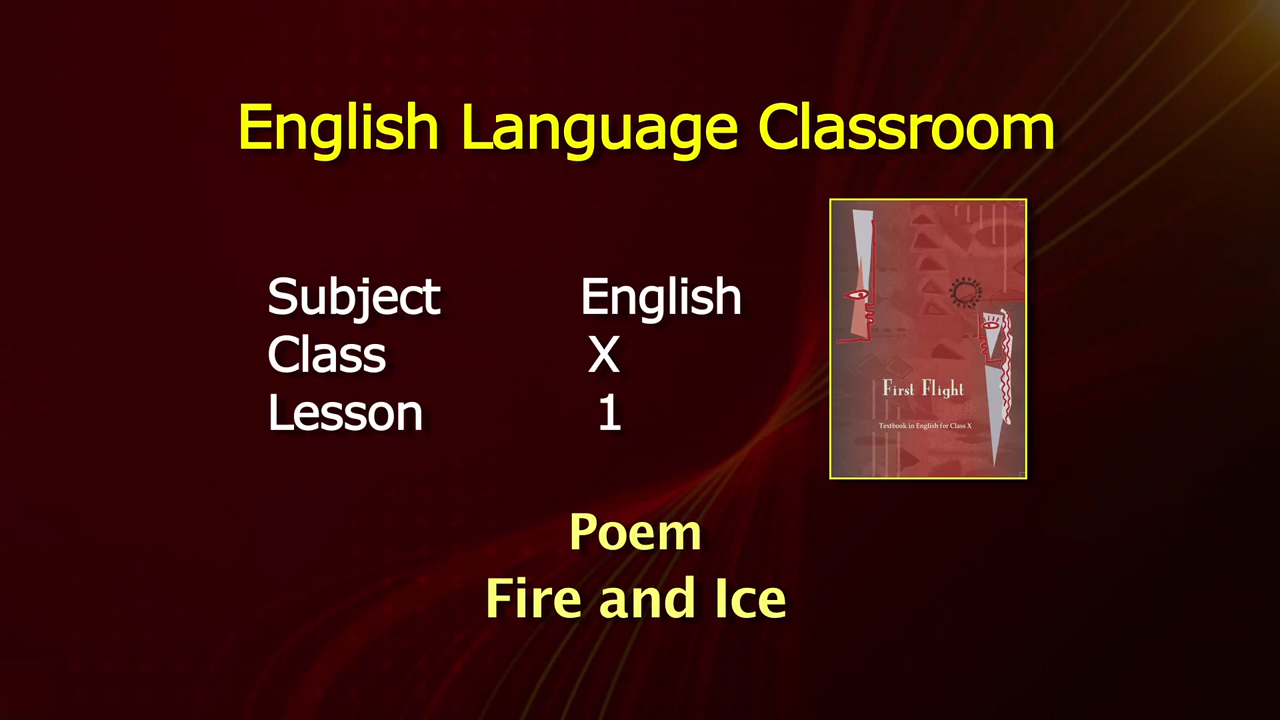 English Language Classroom
Subject English
Class X
Lesson 1
First Flight
Textbook in English for Class X
Poem
Fire and Ice